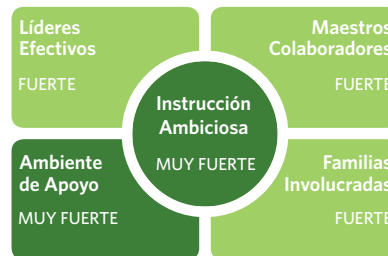 Líderes
Efectivos
FUERTE
Maestros
Colaboradores
FUERTE
Instrucción
Ambiciosa
MUY FUERTE
Ambiente
de Apoyo
MUY FUERTE
Familias
Involucradas
FUERTE